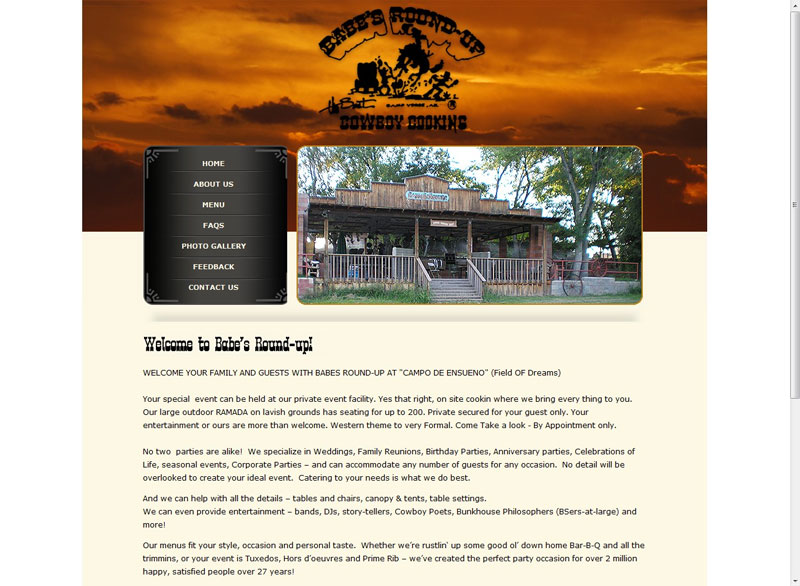 BABE'S ROUND-UP
CAMP VERDE, AZ.
COWBOY COOKING
HOME
ABOUT US
MENU
FAQS
PHOTO GALLERY
FEEDBACK
CONTACT US
Welcome to Babe's Round-up!
WELCOME YOUR FAMILY AND GUESTS WITH BABES ROUND-UP AT "CAMPO DE ENSUENO" (Field OF Dreams)
Your special event can be held at our private event facility. Yes that right, on site cookin where we bring every thing to you.
Our large outdoor RAMADA on lavish grounds has seating for up to 200. Private secured for your guest only. Your
entertainment or ours are more than welcome. Western theme to very Formal. Come Take a look - By Appointment only.
No two parties are alike! We specialize in Weddings, Family Reunions, Birthday Parties, Anniversary parties, Celebrations of
Life, seasonal events, Corporate Parties – and can accommodate any number of guests for any occasion. No detail will be
overlooked to create your ideal event. Catering to your needs is what we do best.
And we can help with all the details – tables and chairs, canopy & tents, table settings.
We can even provide entertainment – bands, DJs, story-tellers, Cowboy Poets, Bunkhouse Philosophers (BSers-at-large) and
more!
Our menus fit your style, occasion and personal taste. Whether we're rustlin' up some good ol' down home Bar-B-Q and all the
trimmins, or your event is Tuxedos, Hors d'oeuvres and Prime Rib – we've created the perfect party occasion for over 2 million
happy, satisfied people over 27 years!